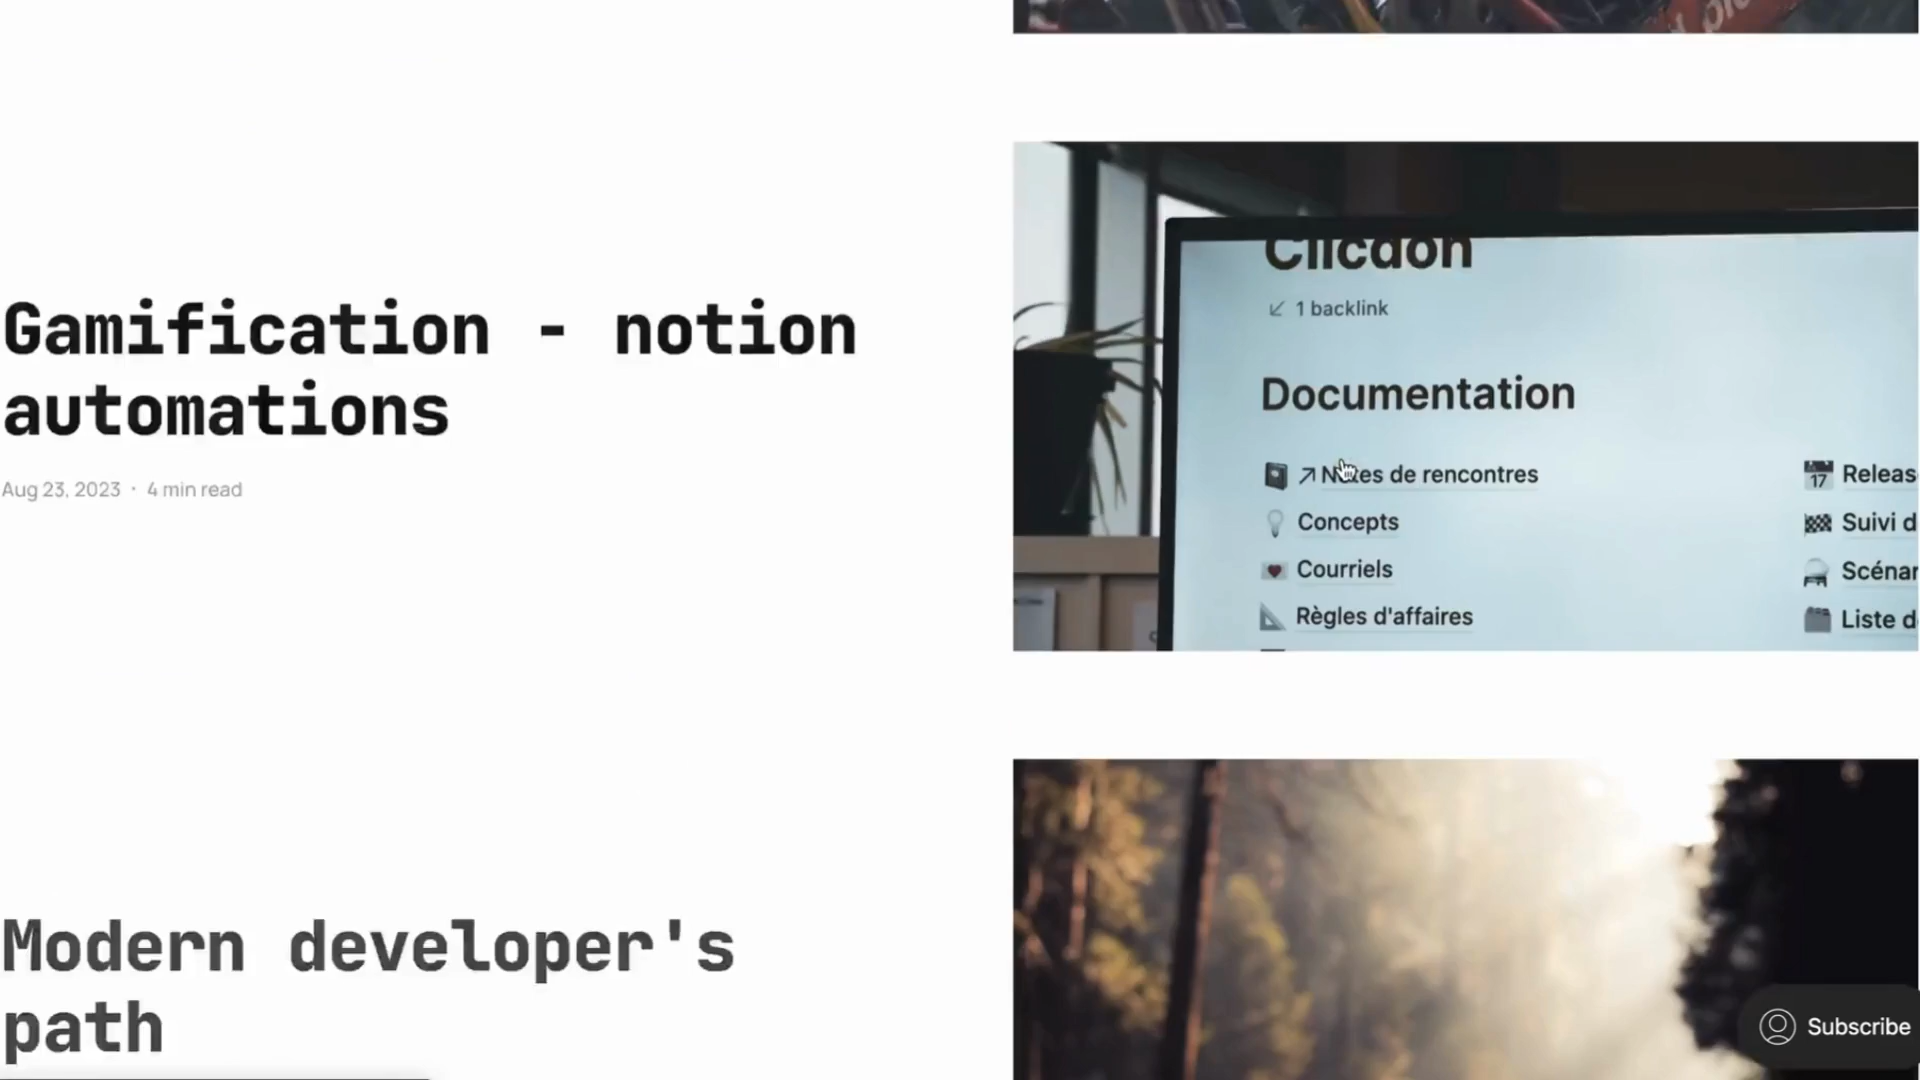 Clicdon
1 backlink
Gamification - notion
automations
Aug 23, 2023 · 4 min read
Documentation
Notes de rencontres
Concepts
Courriels
Règles d'affaires
Releas
Suivi d
Scénar
Liste d
Modern developer's
path
Subscribe